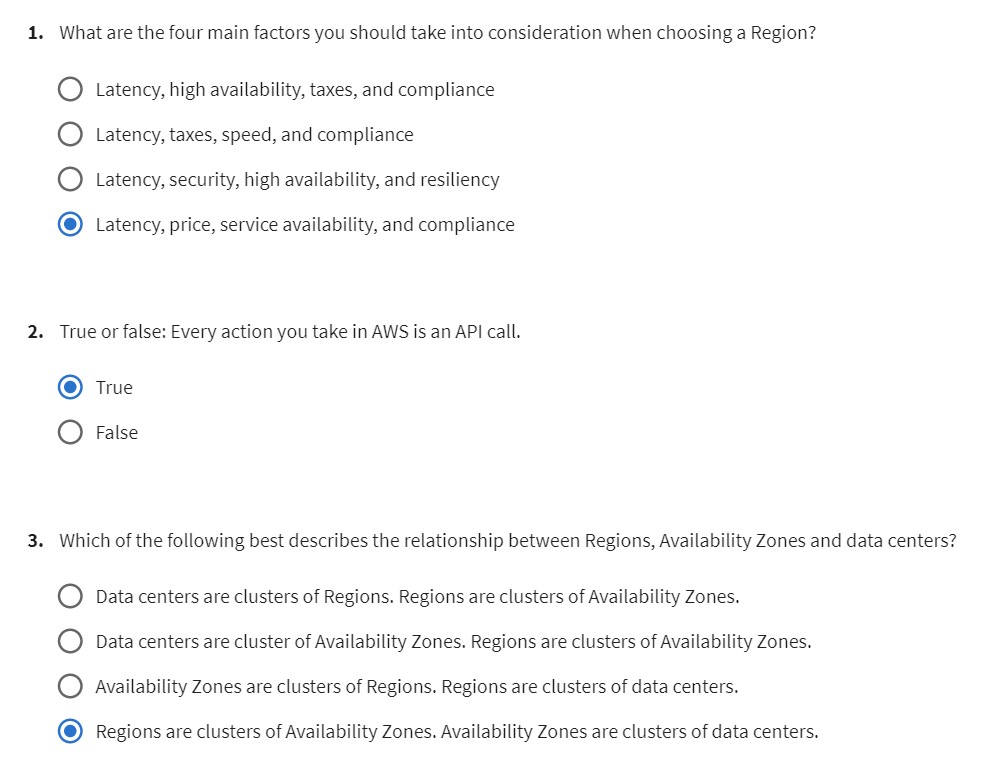 1. What are the four main factors you should take into consideration when choosing a Region?
Latency, high availability, taxes, and compliance
Latency, taxes, speed, and compliance
Latency, security, high availability, and resiliency
Latency, price, service availability, and compliance
2. True or false: Every action you take in AWS is an API call.
True
False
3. Which of the following best describes the relationship between Regions, Availability Zones and data centers?
Data centers are clusters of Regions. Regions are clusters of Availability Zones.
Data centers are cluster of Availability Zones. Regions are clusters of Availability Zones.
Availability Zones are clusters of Regions. Regions are clusters of data centers.
Regions are clusters of Availability Zones. Availability Zones are clusters of data centers.